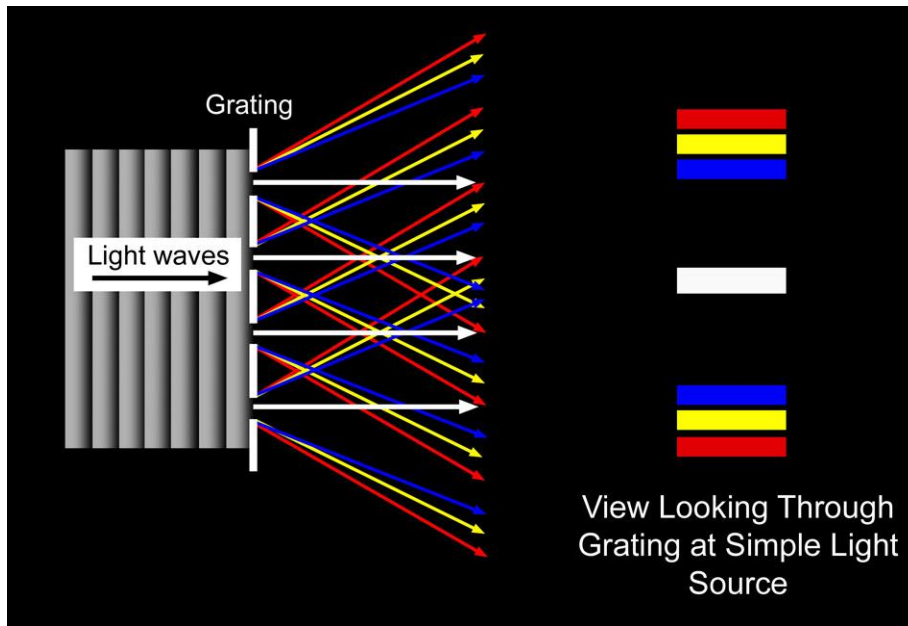 Grating
Light waves
View Looking Through
Grating at Simple Light
Source